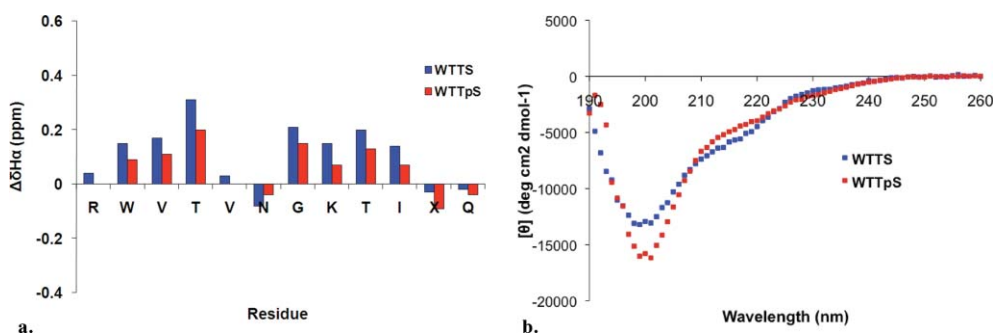 0.6
0.4
0.2
0
-0.2
-0.4
ΔδHα (ppm)
WTTS
WTTpS
R W V T V N G K T I X Q
Residue
a.
5000
0
-5000
-10000
-15000
-20000
[θ] (deg cm2 dmol-1)
190 200 210 220 230 240 250 260
WTTS
WTTpS
Wavelength (nm)
b.